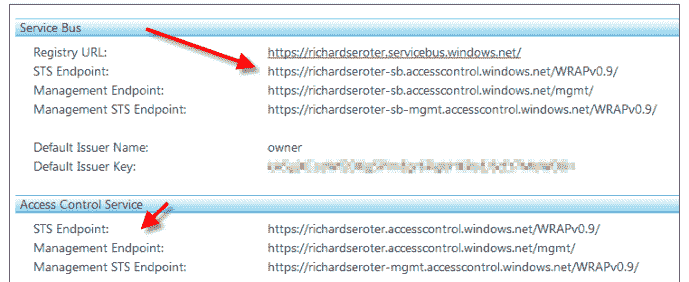 Service Bus
Registry URL: https://richardseroter.servicebus.windows.net/
STS Endpoint: https://richardseroter-sb.accesscontrol.windows.net/WRAPv0.9/
Management Endpoint: https://richardseroter-sb.accesscontrol.windows.net/mgmt/
Management STS Endpoint: https://richardseroter-sb-mgmt.accesscontrol.windows.net/WRAPv0.9/
Default Issuer Name: owner
Default Issuer Key:
Access Control Service
STS Endpoint: https://richardseroter.accesscontrol.windows.net/WRAPv0.9/
Management Endpoint: https://richardseroter.accesscontrol.windows.net/mgmt/
Management STS Endpoint: https://richardseroter-mgmt.accesscontrol.windows.net/WRAPv0.9/